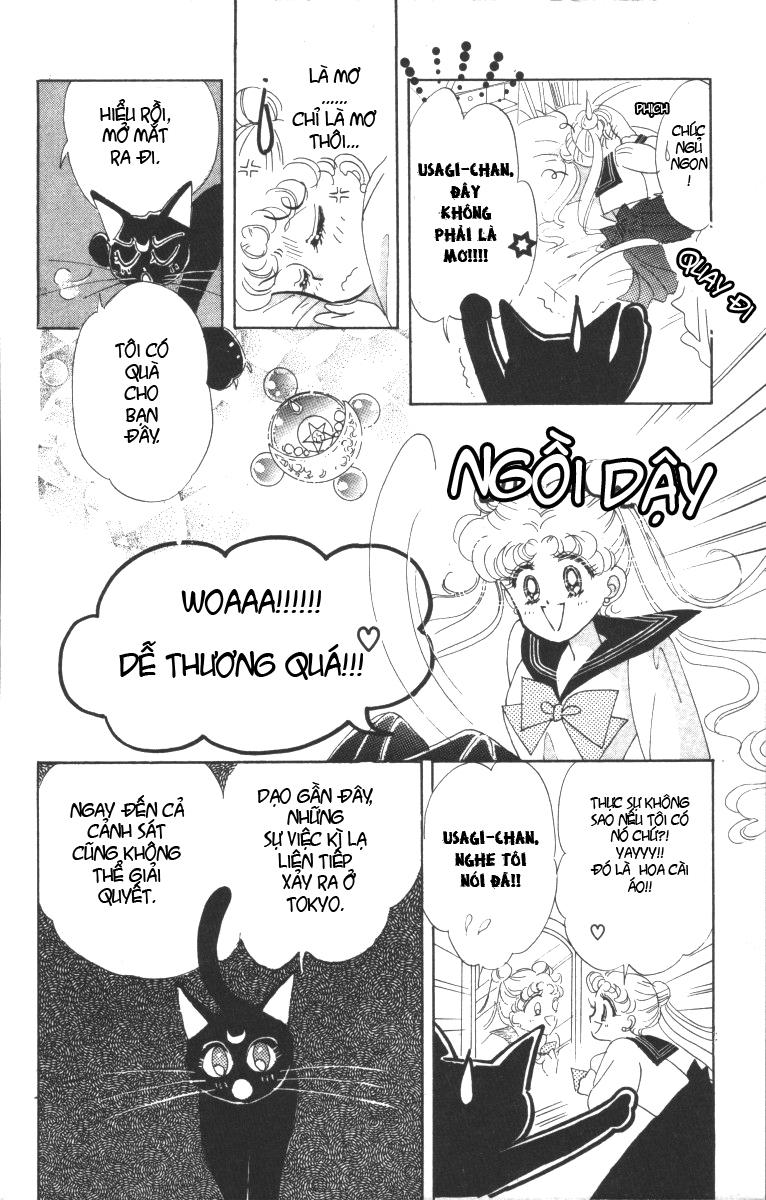 PHỊCH
CHÚC
NGỦ
NGON
!
USAGI-CHAN,
ĐÂY
KHÔNG
PHẢI LÀ
MƠ!!!!
QUAY ĐI
LÀ MƠ
......
CHỈ LÀ MƠ
THÔI...
HIỂU RỒI,
MỞ MẮT
RA ĐI.
TÔI CÓ
QUÀ
CHO
BẠN
ĐÂY.
NGỒI DẬY
WOAAA!!!!!!
DỄ THƯƠNG QUÁ!!!
THỰC SỰ KHÔNG
SAO NẾU TÔI CÓ
NÓ CHỨ?!
YAYYY!!
ĐÓ LÀ HOA CÀI
ÁO!!
USAGI-CHAN,
NGHE TÔI
NÓI ĐÃ!!
DẠO GẦN ĐÂY,
NHỮNG
SỰ VIỆC KÌ LẠ
LIÊN TIẾP
XẢY RA Ở
TOKYO.
NGAY ĐẾN CẢ
CẢNH SÁT
CŨNG KHÔNG
THỂ GIẢI
QUYẾT.